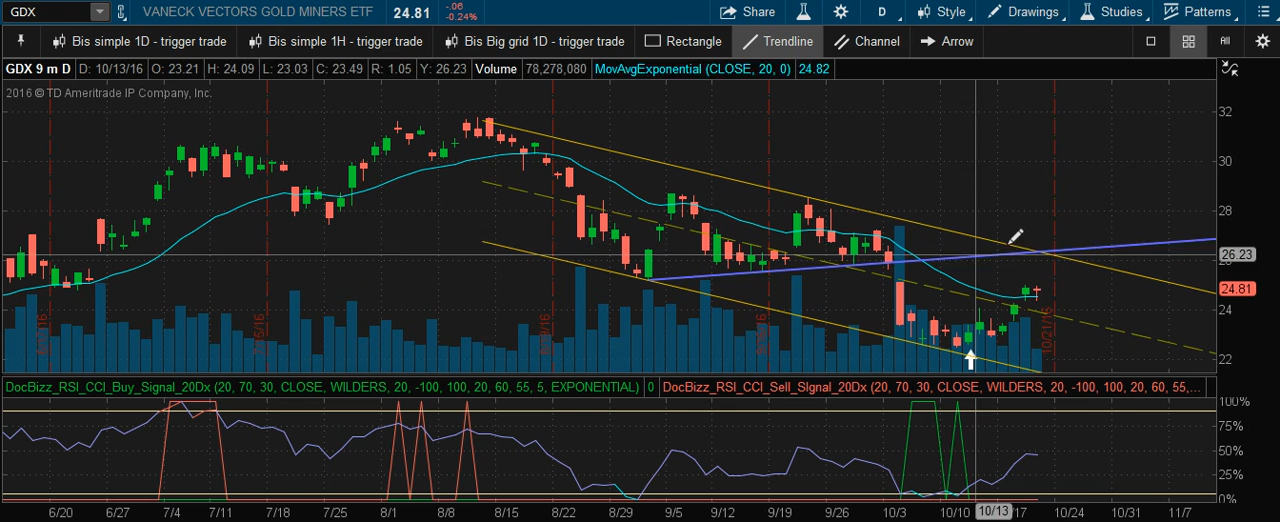 GDX VANECK VECTORS GOLD MINERS ETF 24.81 -.06 -0.24% Share D Style Drawings Studies Patterns
Bis simple 1D - trigger trade Bis simple 1H - trigger trade Bis Big grid 1D - trigger trade Rectangle Trendline Channel Arrow All
GDX 9 m D D: 10/13/16 O: 23.21 H: 24.09 L: 23.03 C: 23.49 R: 1.05 Y: 26.23 Volume 78,278,080 MovAvgExponential (CLOSE, 20, 0) 24.82
2016 © TD Ameritrade IP Company, Inc.
32
30
28
26.23
24.81
24
22
10/21/16
DocBizz_RSI_CCI_Buy_Signal_20Dx (20, 70, 30, CLOSE, WILDERS, 20, -100, 100, 20, 60, 55, 5, EXPONENTIAL) 0 DocBizz_RSI_CCI_Sell_SIgnal_20Dx (20, 70, 30, CLOSE, WILDERS, 20, -100, 100, 20, 60, 55,...
100%
75%
50%
25%
0%
6/20 6/27 7/4 7/11 7/18 7/25 8/1 8/8 8/15 8/22 8/29 9/5 9/12 9/19 9/26 10/3 10/10 10/13 10/24 10/31 11/7